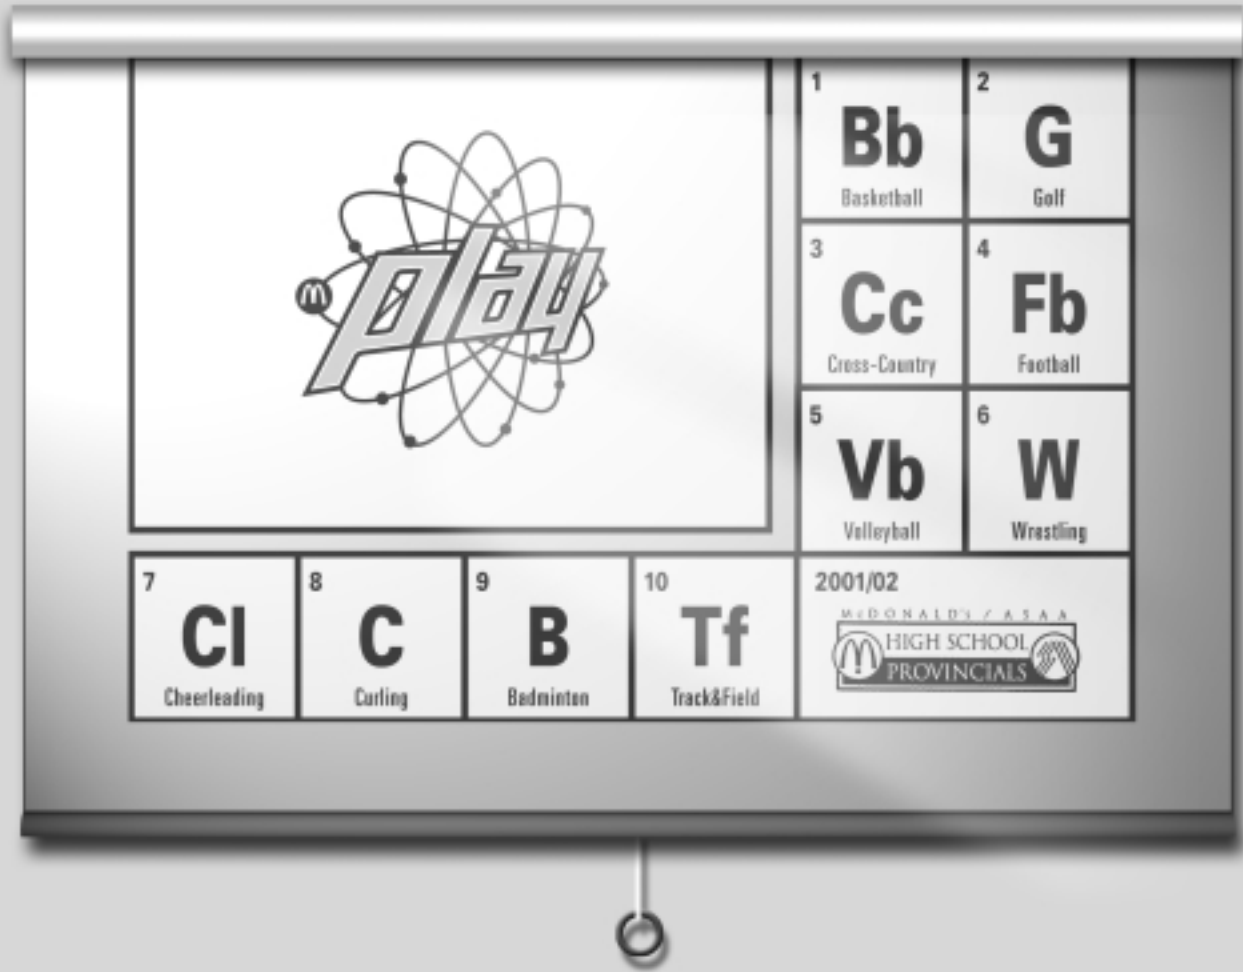 play
1
Bb
Basketball
2
G
Golf
3
Cc
Cross-Country
4
Fb
Football
5
Vb
Volleyball
6
W
Wrestling
7
Cl
Cheerleading
8
C
Curling
9
B
Badminton
10
Tf
Track&Field
2001/02
McDONALD'S / ASAA
HIGH SCHOOL
PROVINCIALS